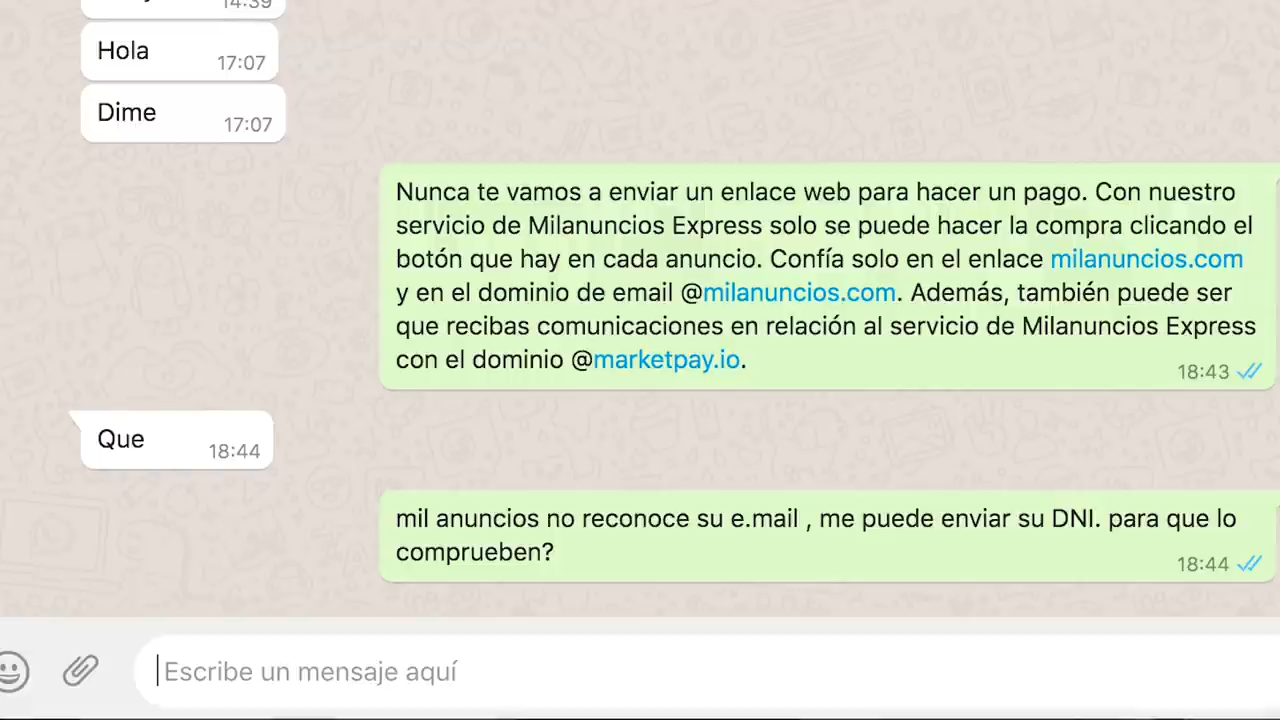 14:39
Hola
17:07
Dime
17:07
Nunca te vamos a enviar un enlace web para hacer un pago. Con nuestro
servicio de Milanuncios Express solo se puede hacer la compra clicando el
botón que hay en cada anuncio. Confía solo en el enlace milanuncios.com
y en el dominio de email @milanuncios.com. Además, también puede ser
que recibas comunicaciones en relación al servicio de Milanuncios Express
con el dominio @marketpay.io.
18:43
Que
18:44
mil anuncios no reconoce su e.mail , me puede enviar su DNI. para que lo
comprueben?
18:44
Escribe un mensaje aquí